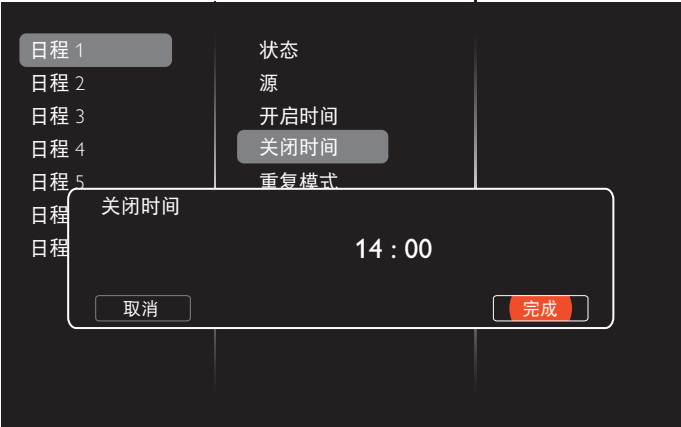 日程 1
日程 2
日程 3
日程 4
日程 5
日程
日程
状态
源
开启时间
关闭时间
重复模式
关闭时间
14 : 00
取消
完成